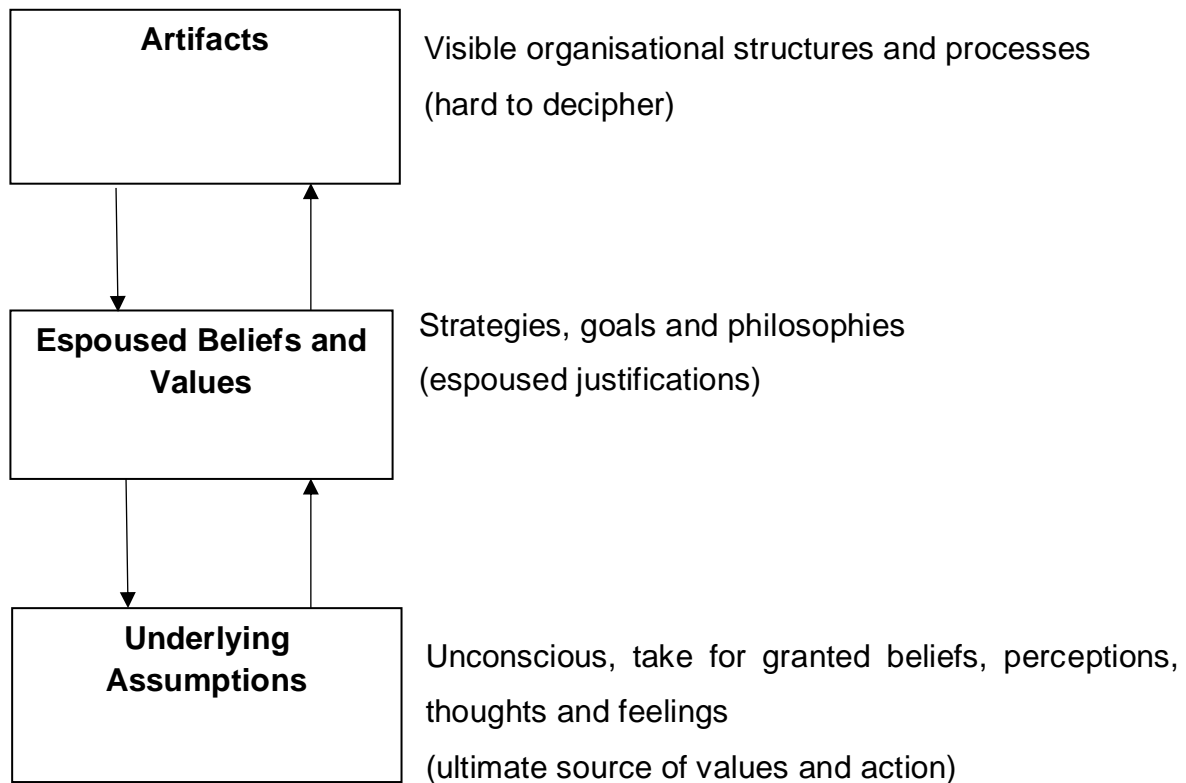 Artifacts
Visible organisational structures and processes
(hard to decipher)
Espoused Beliefs and
Values
Strategies, goals and philosophies
(espoused justifications)
Underlying
Assumptions
Unconscious, take for granted beliefs, perceptions,
thoughts and feelings
(ultimate source of values and action)